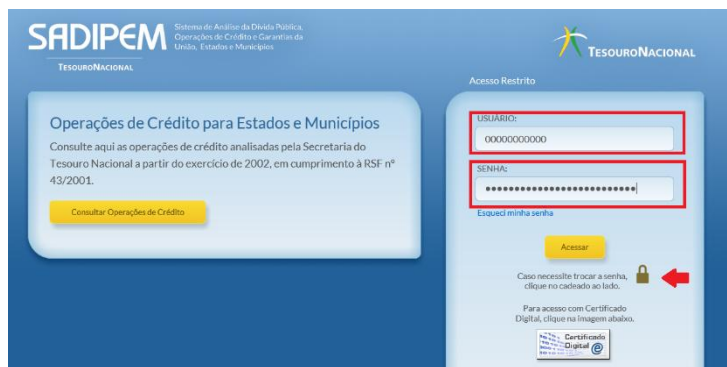 SADIPEM
TESOURONACIONAL
Sistema de Análise da Dívida Pública,
Operações de Crédito e Garantias da
União, Estados e Municípios
TESOURONACIONAL
Acesso Restrito
Operações de Crédito para Estados e Municípios
Consulte aqui as operações de crédito analisadas pela Secretaria do
Tesouro Nacional a partir do exercício de 2002, em cumprimento à RSF nº
43/2001.
Consultar Operações de Crédito
USUÁRIO:
00000000000
SENHA:
Esqueci minha senha
Acessar
Caso necessite trocar a senha,
clique no cadeado ao lado.
Para acesso com Certificado
Digital, clique na imagem abaixo.
Certificado
Digital